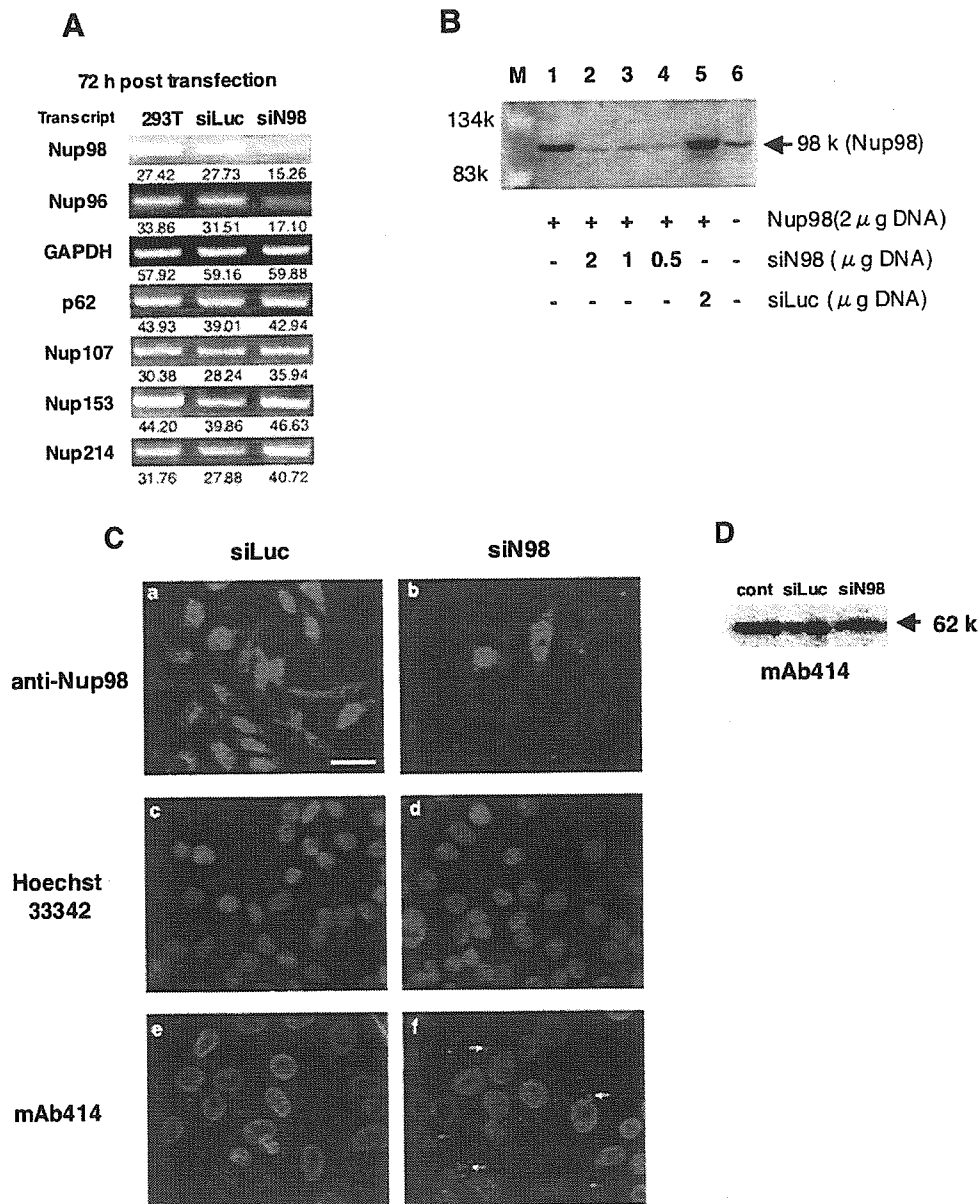 A
72 h post transfection
Transcript 293T siLuc siN98
Nup98
27.42 27.73 15.26
Nup96
33.86 31.51 17.10
GAPDH
57.92 59.16 59.88
p62
43.93 39.01 42.94
Nup107
30.38 28.24 35.94
Nup153
44.20 39.86 46.63
Nup214
31.76 27.88 40.72
B
M 1 2 3 4 5 6
134k
98 k (Nup98)
83k
+ + + + + - Nup98(2 μg DNA)
- 2 1 0.5 - - siN98 (μg DNA)
- - - - 2 - siLuc (μg DNA)
C
siLuc siN98
a b
anti-Nup98
c d
Hoechst
33342
e f
mAb414
D
cont siLuc siN98
62 k
mAb414